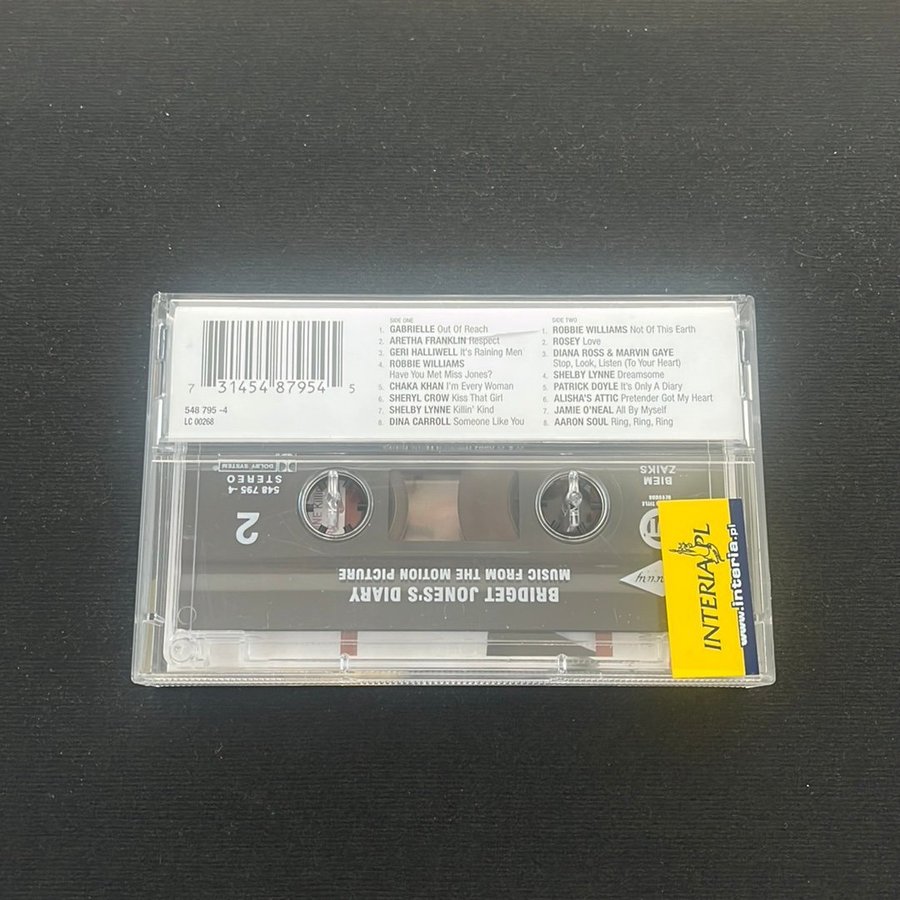 SIDE ONE
1. GABRIELLE Out Of Reach
2. ARETHA FRANKLIN Respect
3. GERI HALLIWELL It's Raining Men
4. ROBBIE WILLIAMS
Have You Met Miss Jones?
5. CHAKA KHAN I'm Every Woman
6. SHERYL CROW Kiss That Girl
7. SHELBY LYNNE Killin' Kind
8. DINA CARROLL Someone Like You
SIDE TWO
1. ROBBIE WILLIAMS Not Of This Earth
2. ROSEY Love
3. DIANA ROSS & MARVIN GAYE
Stop, Look, Listen (To Your Heart)
4. SHELBY LYNNE Dreamsome
5. PATRICK DOYLE It's Only A Diary
6. ALISHA'S ATTIC Pretender Got My Heart
7. JAMIE O'NEAL All By Myself
8. AARON SOUL Ring, Ring, Ring
7 31454 87954 5
548 795 -4
LC 00268
DOLBY SYSTEM
548 795 -4
STEREO
2
BIEM
ZAIKS
BRIDGET JONES'S DIARY
MUSIC FROM THE MOTION PICTURE
INTERIA.PL
www.interia.pl